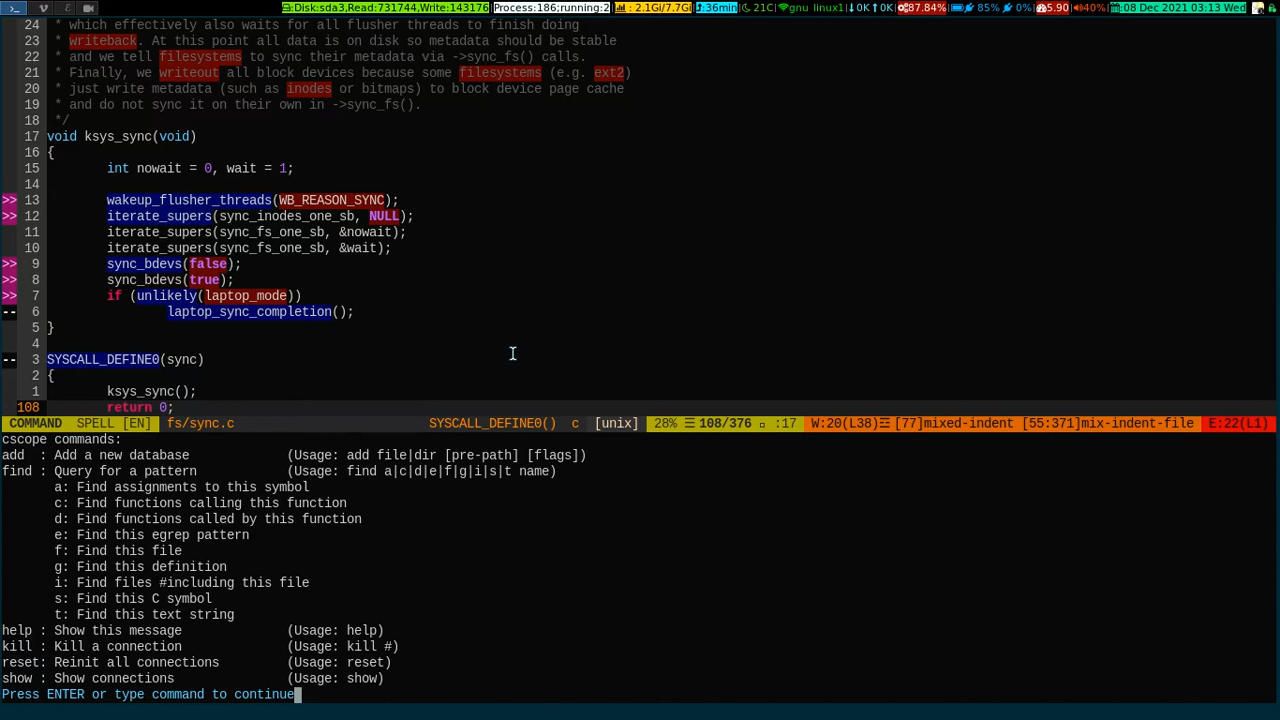 Disk:sda3,Read:731744,Write:143176 Process:186;running:2 : 2.1Gi/7.7Gi :36min 21C gnu linux1 0K 0K 87.84% 85% 0% 5.90 40% :08 Dec 2021 03:13 Wed
24 * which effectively also waits for all flusher threads to finish doing
23 * writeback. At this point all data is on disk so metadata should be stable
22 * and we tell filesystems to sync their metadata via ->sync_fs() calls.
21 * Finally, we writeout all block devices because some filesystems (e.g. ext2)
20 * just write metadata (such as inodes or bitmaps) to block device page cache
19 * and do not sync it on their own in ->sync_fs().
18 */
17 void ksys_sync(void)
16 {
15 int nowait = 0, wait = 1;
14
>> 13 wakeup_flusher_threads(WB_REASON_SYNC);
>> 12 iterate_supers(sync_inodes_one_sb, NULL);
11 iterate_supers(sync_fs_one_sb, &nowait);
10 iterate_supers(sync_fs_one_sb, &wait);
>> 9 sync_bdevs(false);
>> 8 sync_bdevs(true);
>> 7 if (unlikely(laptop_mode))
-- 6 laptop_sync_completion();
5 }
4
-- 3 SYSCALL_DEFINE0(sync)
2 {
1 ksys_sync();
108 return 0;
COMMAND SPELL [EN] fs/sync.c SYSCALL_DEFINE0() c [unix] 28% ☰ 108/376 :17 W:20(L38) [77]mixed-indent [55:371]mix-indent-file E:22(L1)
cscope commands:
add : Add a new database (Usage: add file|dir [pre-path] [flags])
find : Query for a pattern (Usage: find a|c|d|e|f|g|i|s|t name)
a: Find assignments to this symbol
c: Find functions calling this function
d: Find functions called by this function
e: Find this egrep pattern
f: Find this file
g: Find this definition
i: Find files #including this file
s: Find this C symbol
t: Find this text string
help : Show this message (Usage: help)
kill : Kill a connection (Usage: kill #)
reset: Reinit all connections (Usage: reset)
show : Show connections (Usage: show)
Press ENTER or type command to continue